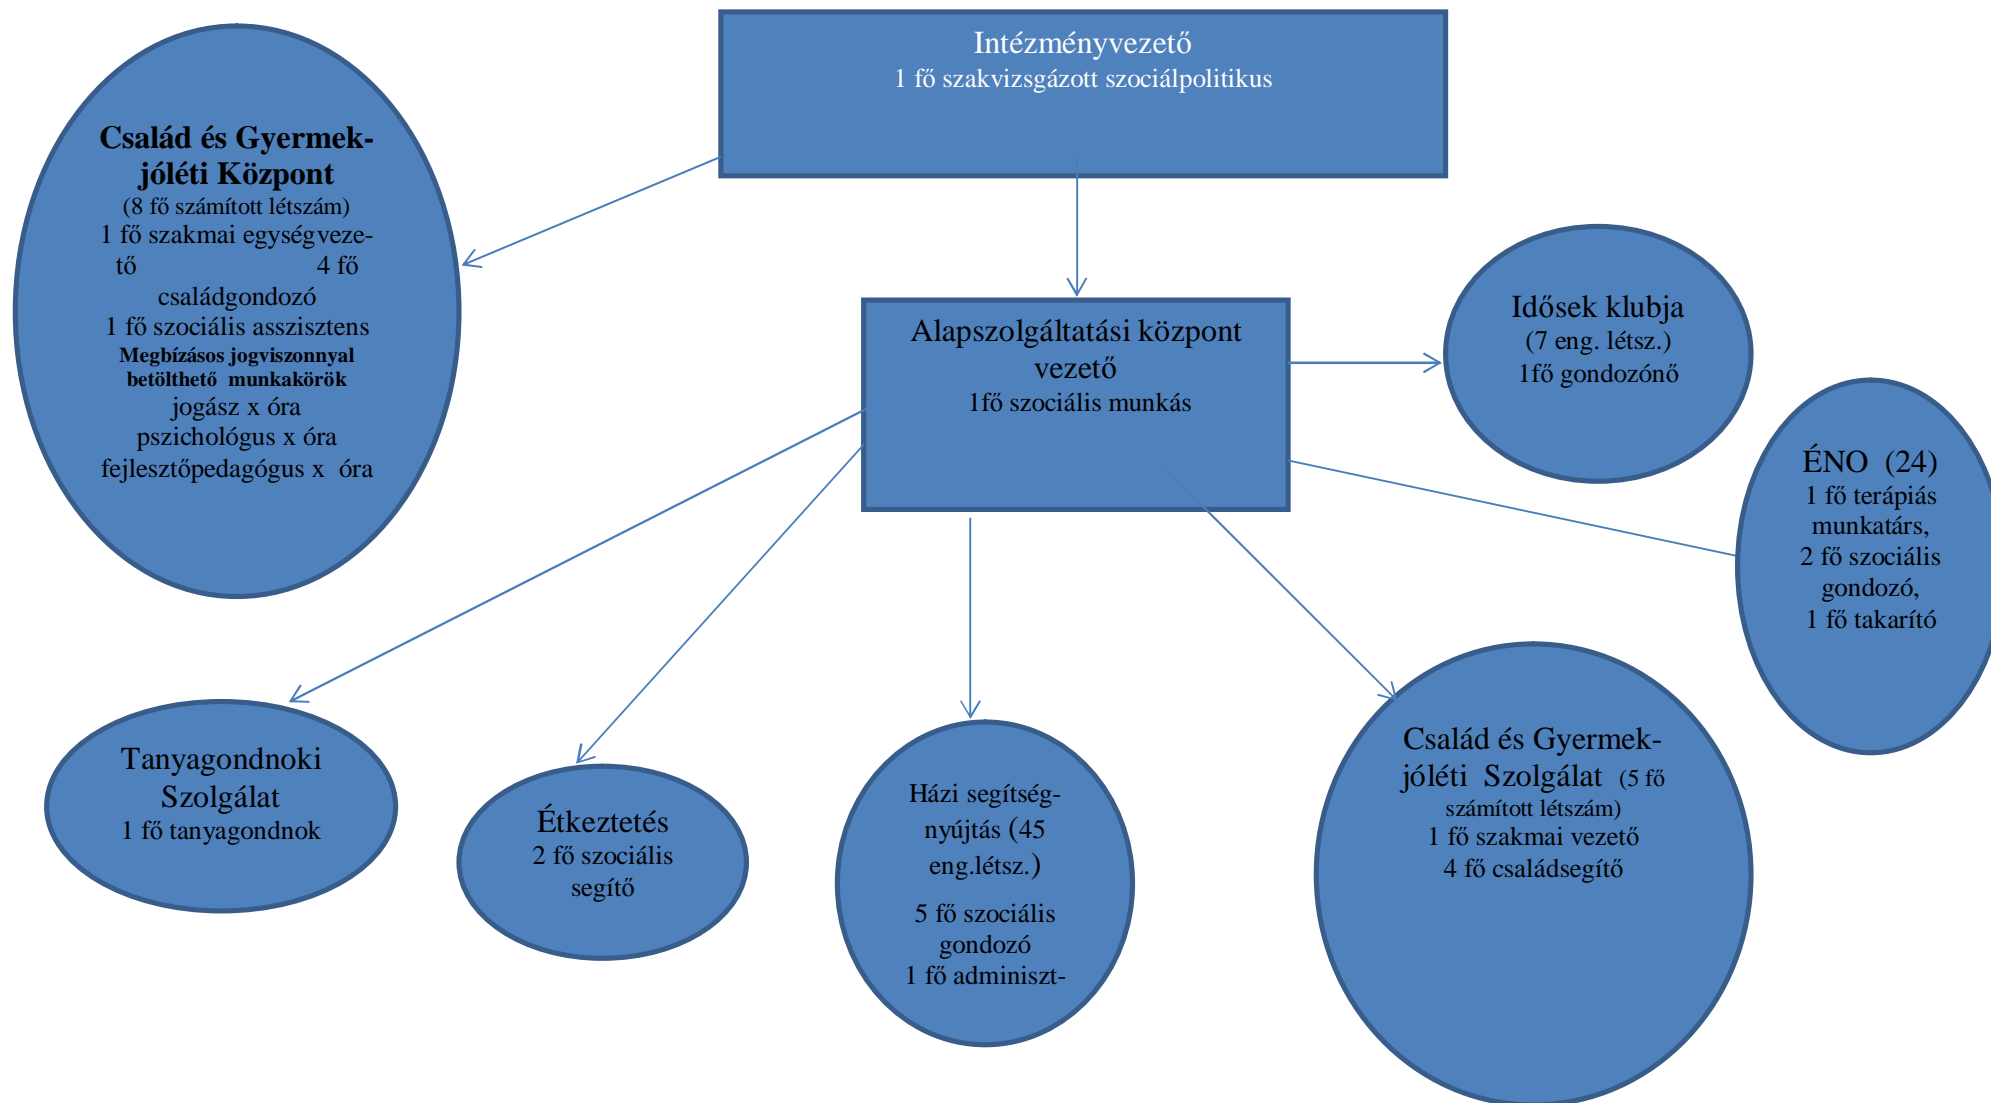 Intézményvezető
1 fő szakvizsgázott szociálpolitikus
Család és Gyermek-
jóléti Központ
(8 fő számított létszám)
1 fő szakmai egységveze-
tő 4 fő
családgondozó
1 fő szociális asszisztens
Megbízásos jogviszonnyal
betölthető munkakörök
jogász x óra
pszichológus x óra
fejlesztőpedagógus x óra
Alapszolgáltatási központ
vezető
1fő szociális munkás
Idősek klubja
(7 eng. létsz.)
1fő gondozónő
ÉNO (24)
1 fő terápiás
munkatárs,
2 fő szociális
gondozó,
1 fő takarító
Tanyagondnoki
Szolgálat
1 fő tanyagondnok
Étkeztetés
2 fő szociális
segítő
Házi segítség-
nyújtás (45
eng.létsz.)
5 fő szociális
gondozó
1 fő adminiszt-
Család és Gyermek-
jóléti Szolgálat (5 fő
számított létszám)
1 fő szakmai vezető
4 fő családsegítő